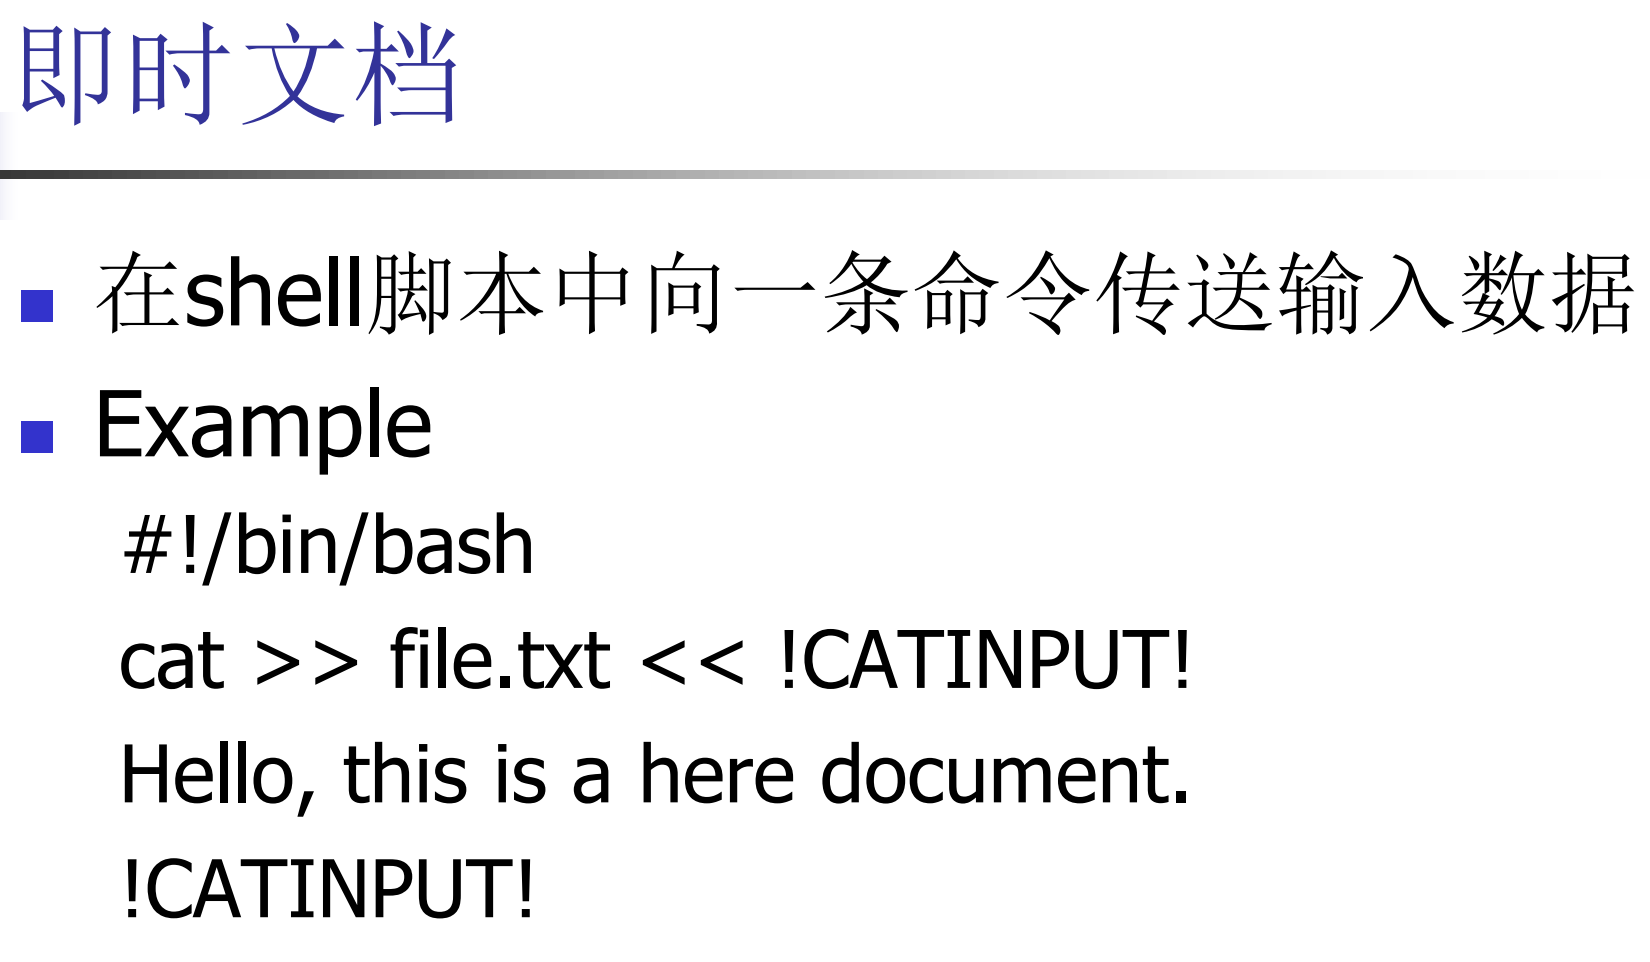 即时文档
在shell脚本中向一条命令传送输入数据
Example
#!/bin/bash
cat >> file.txt << !CATINPUT!
Hello, this is a here document.
!CATINPUT!